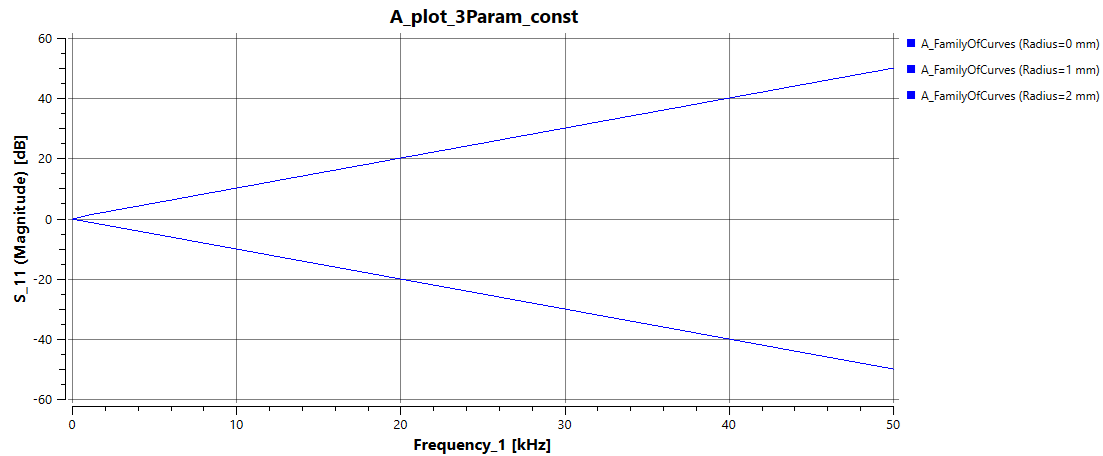 A_plot_3Param_const
60
40
20
0
-20
-40
-60
S_11 (Magnitude) [dB]
0 10 20 30 40 50
Frequency_1 [kHz]
A_FamilyOfCurves (Radius=0 mm)
A_FamilyOfCurves (Radius=1 mm)
A_FamilyOfCurves (Radius=2 mm)